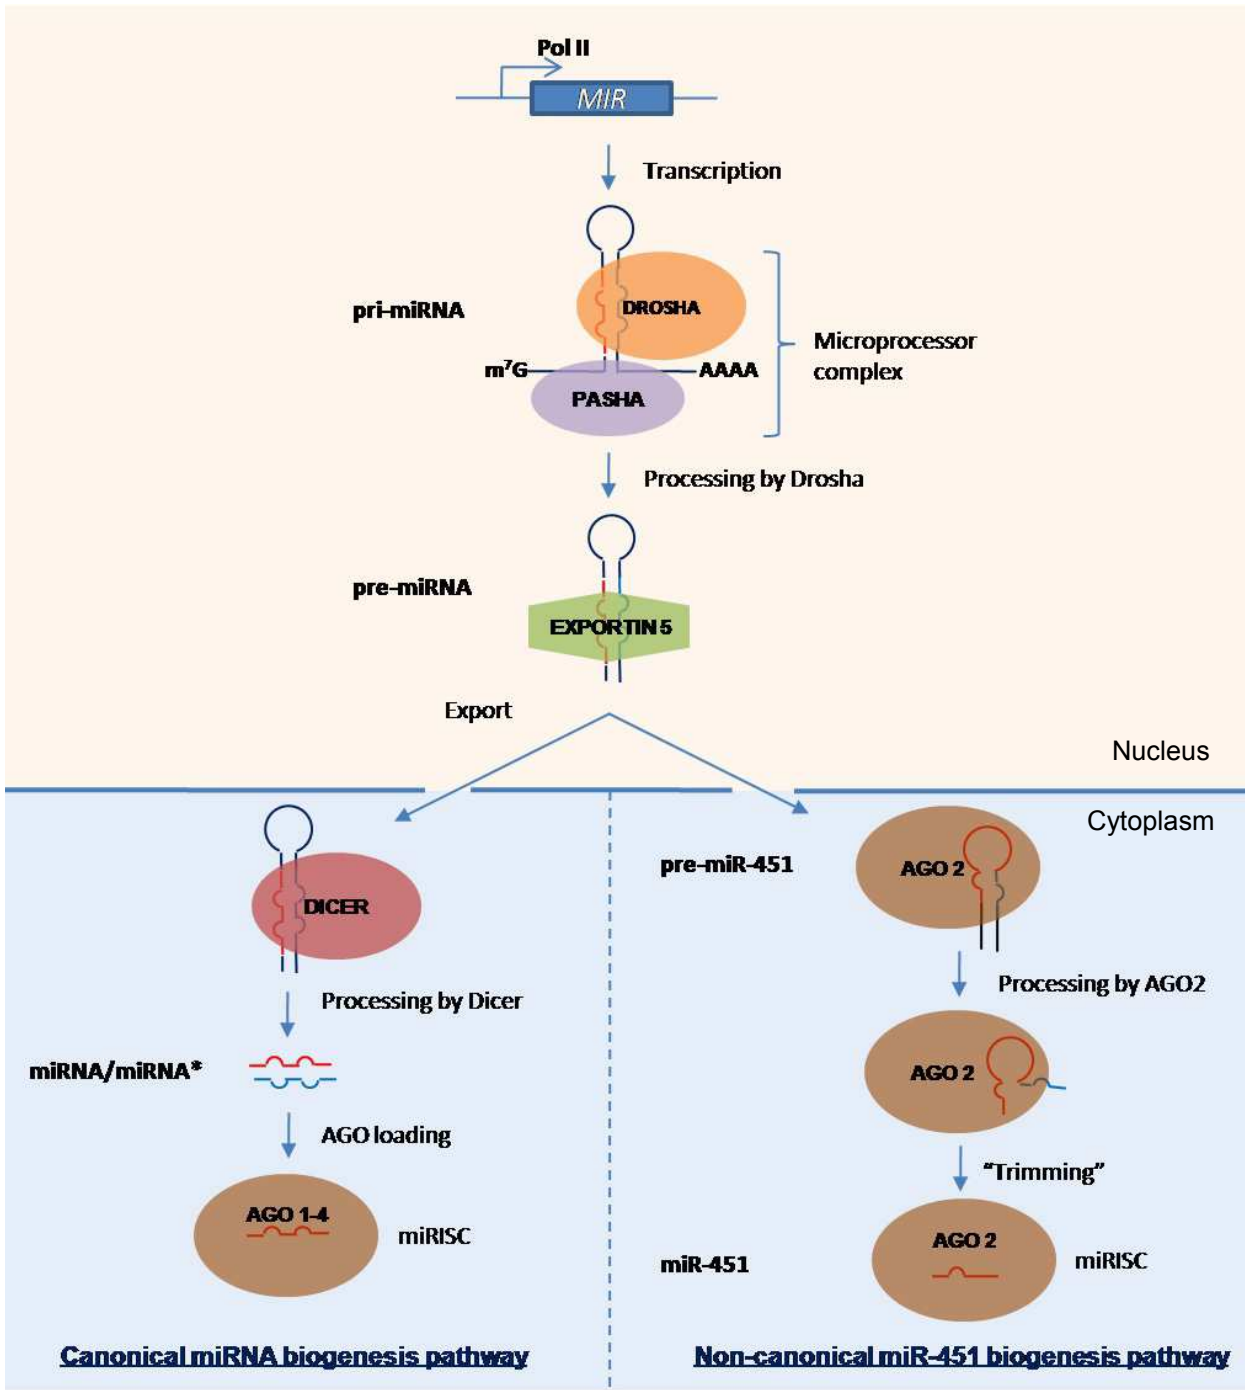 Pol II
MIR
Transcription
pri-miRNA
DROSHA
m⁷G
AAAA
PASHA
Microprocessor
complex
Processing by Drosha
pre-miRNA
EXPORTIN 5
Export
Nucleus
Cytoplasm
DICER
Processing by Dicer
miRNA/miRNA*
AGO loading
AGO 1-4
miRISC
Canonical miRNA biogenesis pathway
pre-miR-451
AGO 2
Processing by AGO2
AGO 2
“Trimming”
AGO 2
miR-451
miRISC
Non-canonical miR-451 biogenesis pathway